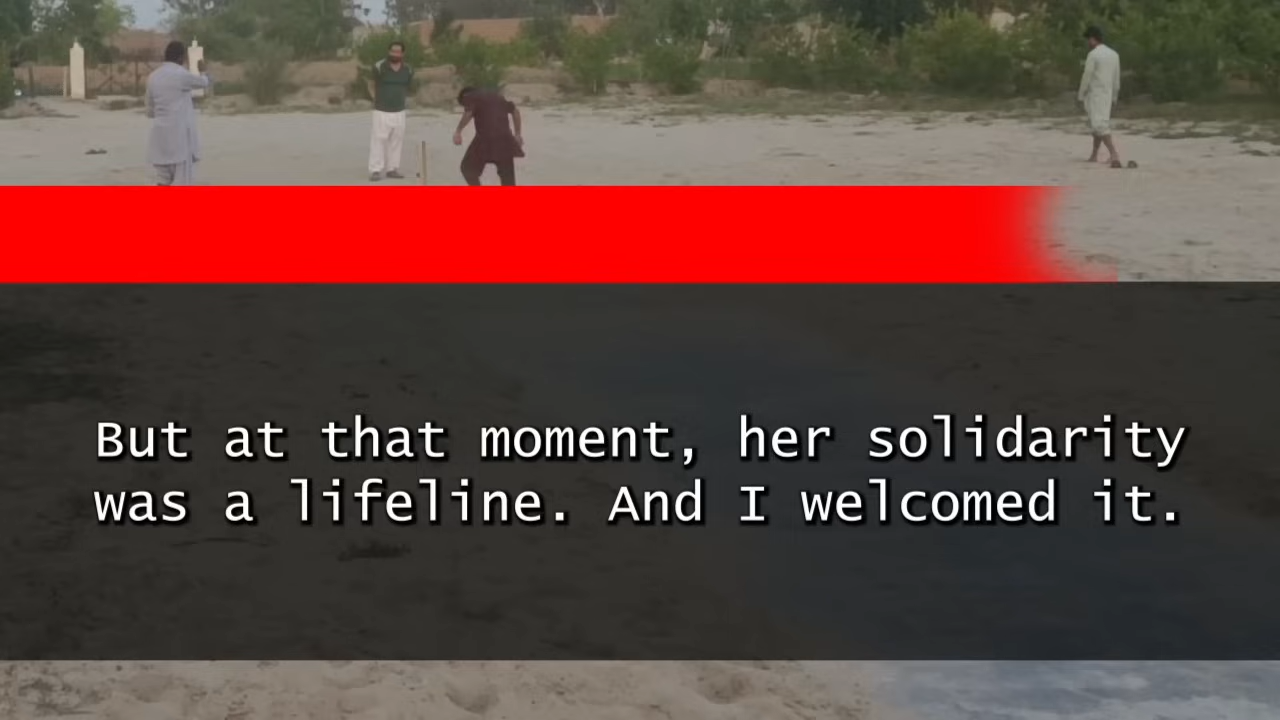 But at that moment, her solidarity
was a lifeline. And I welcomed it.